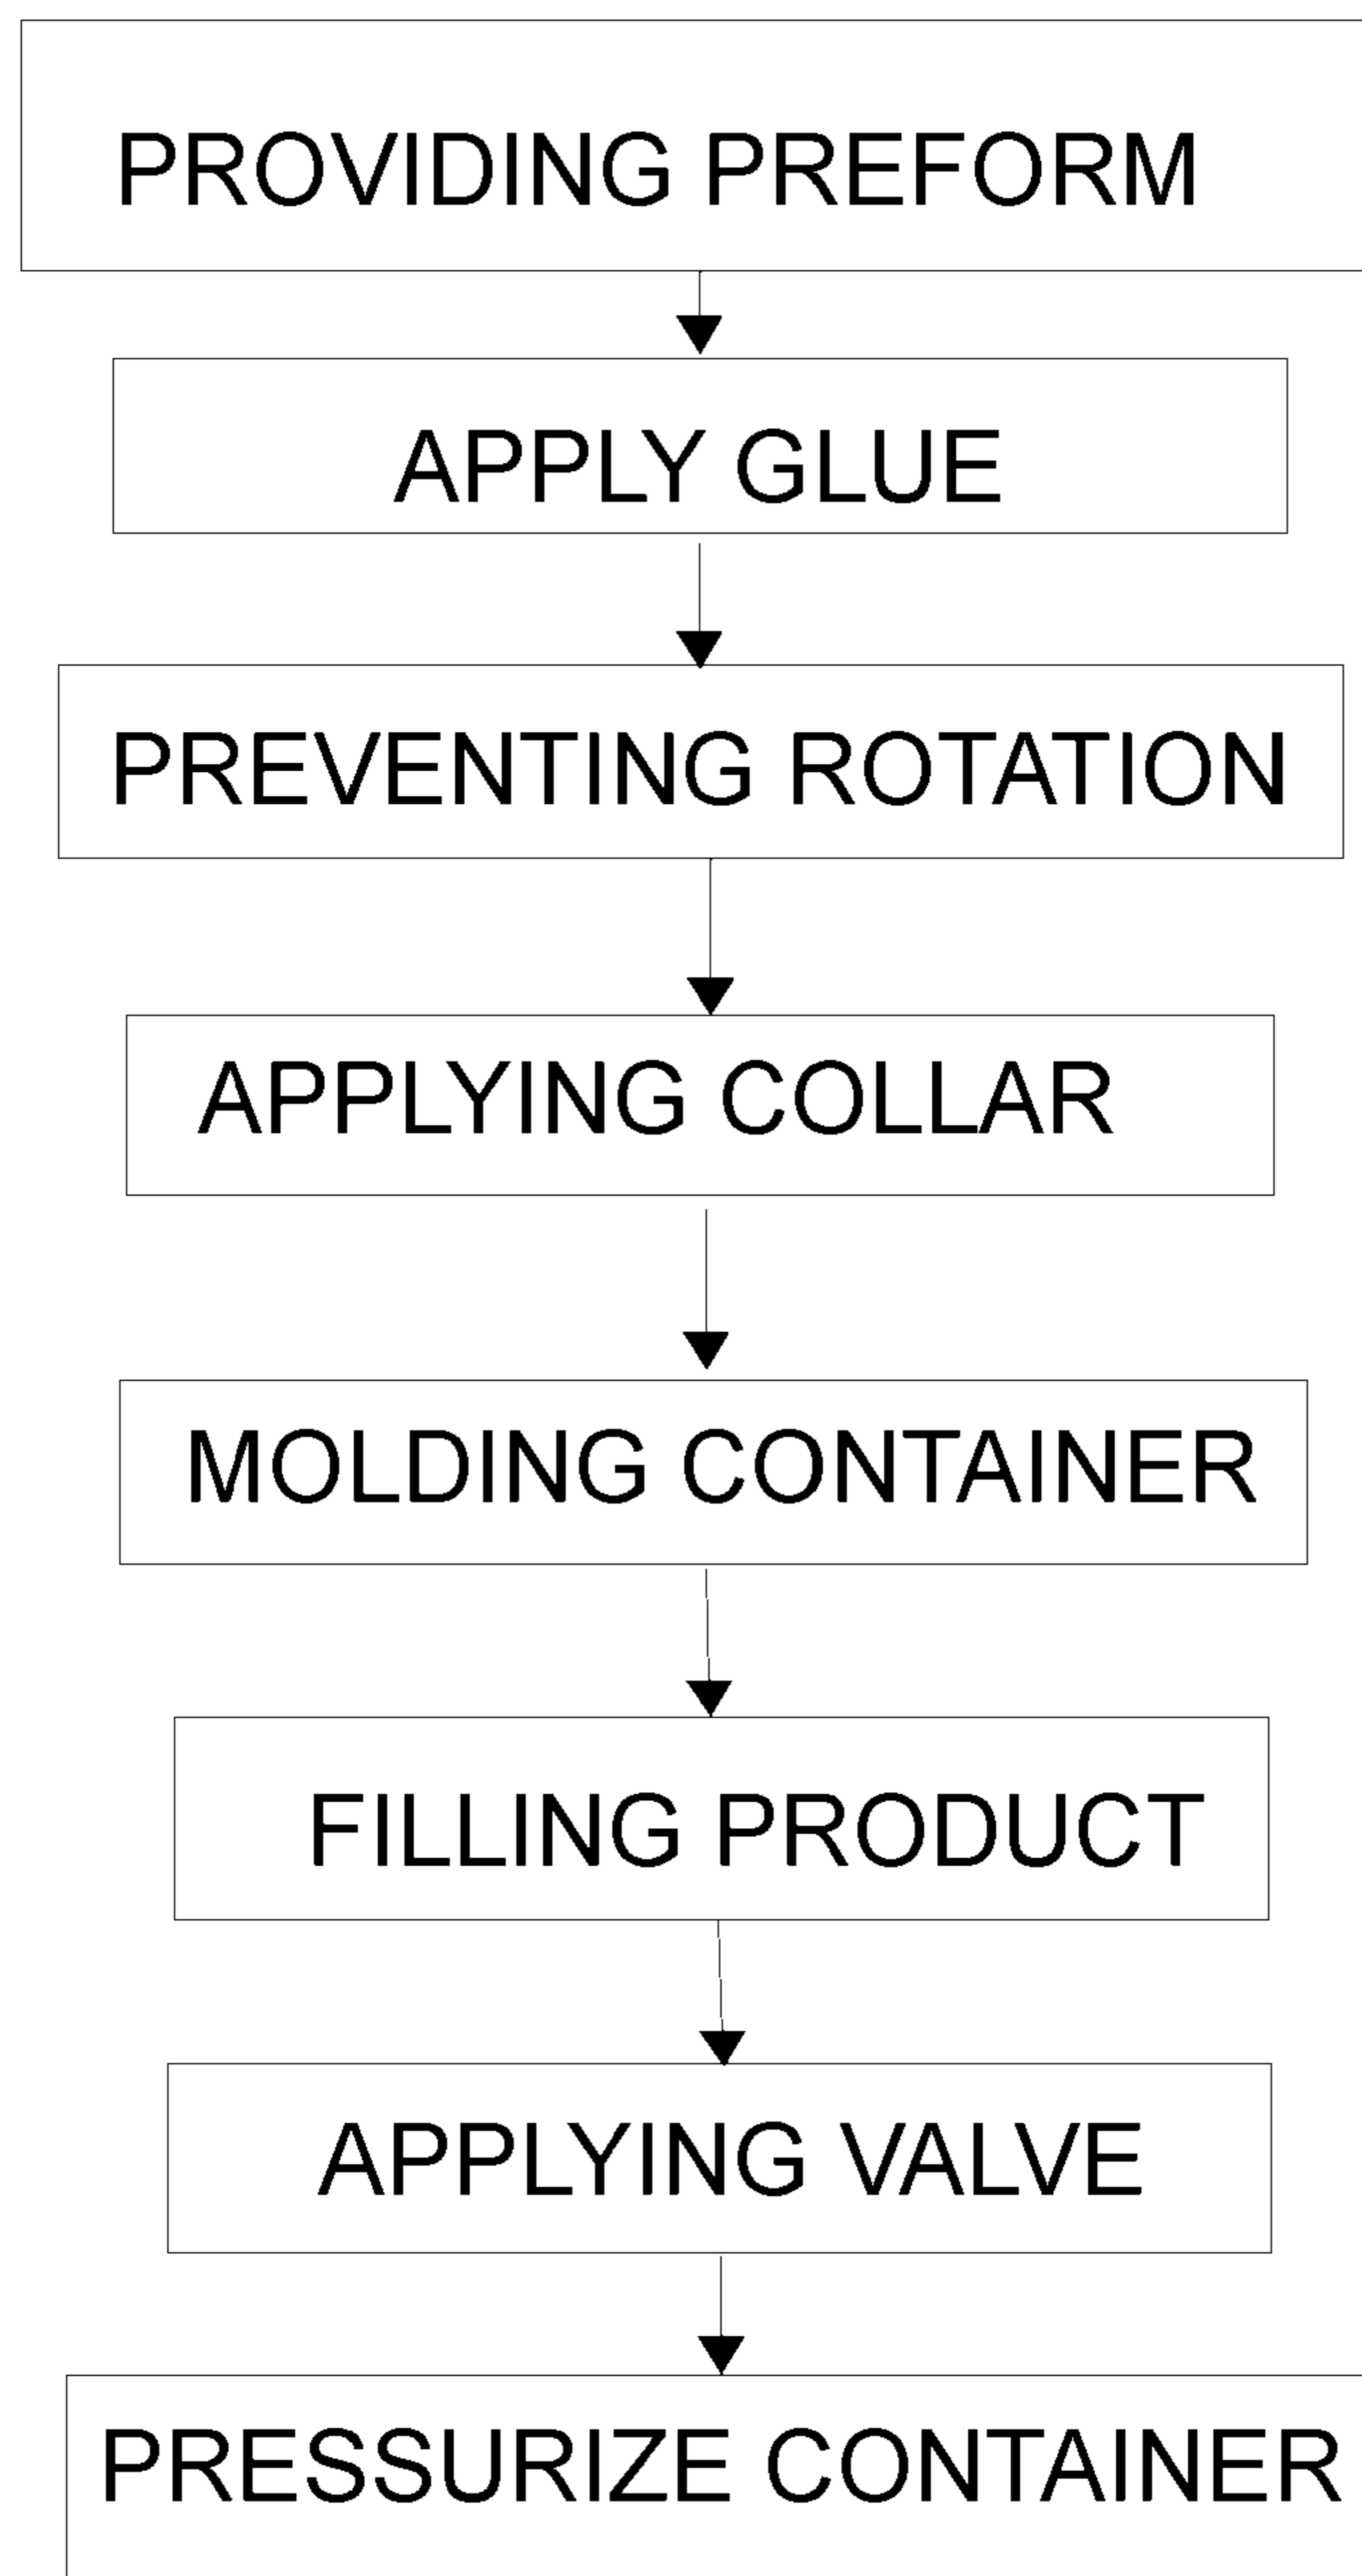 PROVIDING PREFORM
APPLY GLUE
PREVENTING ROTATION
APPLYING COLLAR
MOLDING CONTAINER
FILLING PRODUCT
APPLYING VALVE
PRESSURIZE CONTAINER